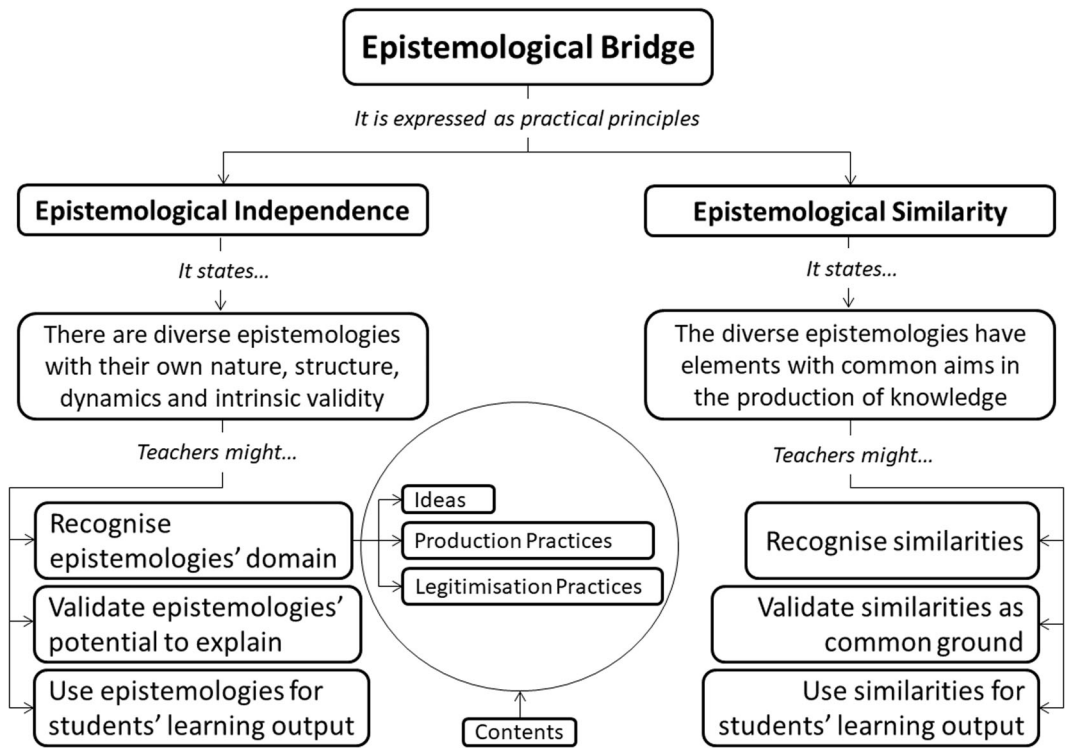 Epistemological Bridge
It is expressed as practical principles
Epistemological Independence
Epistemological Similarity
It states...
It states...
There are diverse epistemologies
with their own nature, structure,
dynamics and intrinsic validity
The diverse epistemologies have
elements with common aims in
the production of knowledge
Teachers might...
Teachers might...
Recognise
epistemologies’ domain
Validate epistemologies’
potential to explain
Use epistemologies for
students’ learning output
Ideas
Production Practices
Legitimisation Practices
Contents
Recognise similarities
Validate similarities as
common ground
Use similarities for
students’ learning output